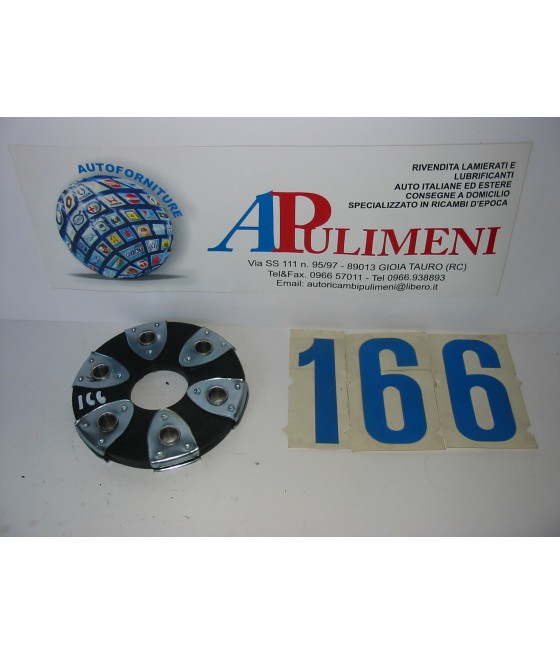 AUTOFORNITURE
APULIMENI
RIVENDITA LAMIERATI E
LUBRIFICANTI
AUTO ITALIANE ED ESTERE
CONSEGNE A DOMICILIO
SPECIALIZZATO IN RICAMBI D'EPOCA
Via SS 111 n. 95/97 - 89013 GIOIA TAURO (RC)
Tel&Fax. 0966 57011 - Tel 0966.938893
Email: autoricambipulimeni@libero.it
166
166